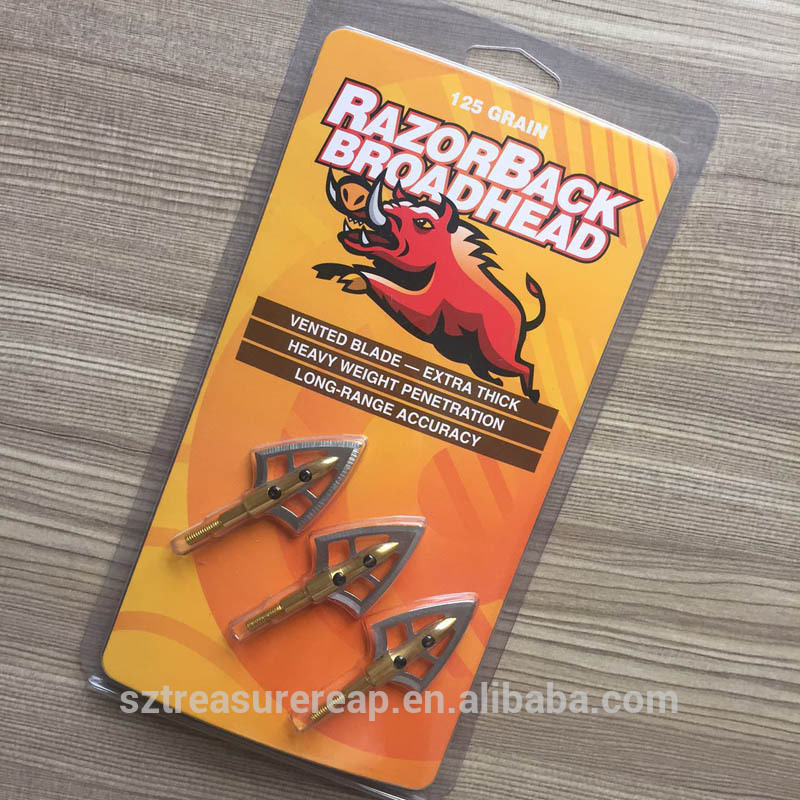 125 GRAIN
RAZORBACK
BROADHEAD
VENTED BLADE — EXTRA THICK
HEAVY WEIGHT PENETRATION
LONG-RANGE ACCURACY
sztreasurereap.en.alibaba.com